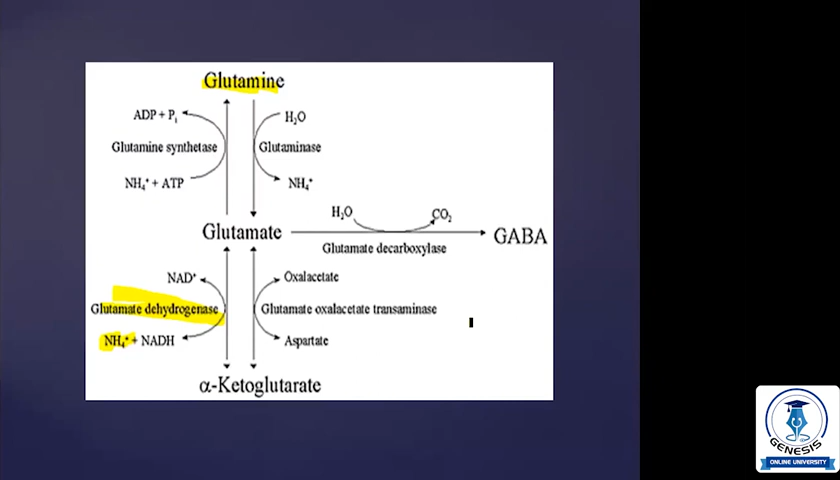 Glutamine
ADP + Pi
H₂O
Glutamine synthetase
Glutaminase
NH₄⁺ + ATP
NH₄⁺
Glutamate
H₂O
CO₂
GABA
Glutamate decarboxylase
NAD⁺
Oxalacetate
Glutamate dehydrogenase
Glutamate oxalacetate transaminase
NH₄⁺ + NADH
Aspartate
α-Ketoglutarate
GENESIS
ONLINE UNIVERSITY